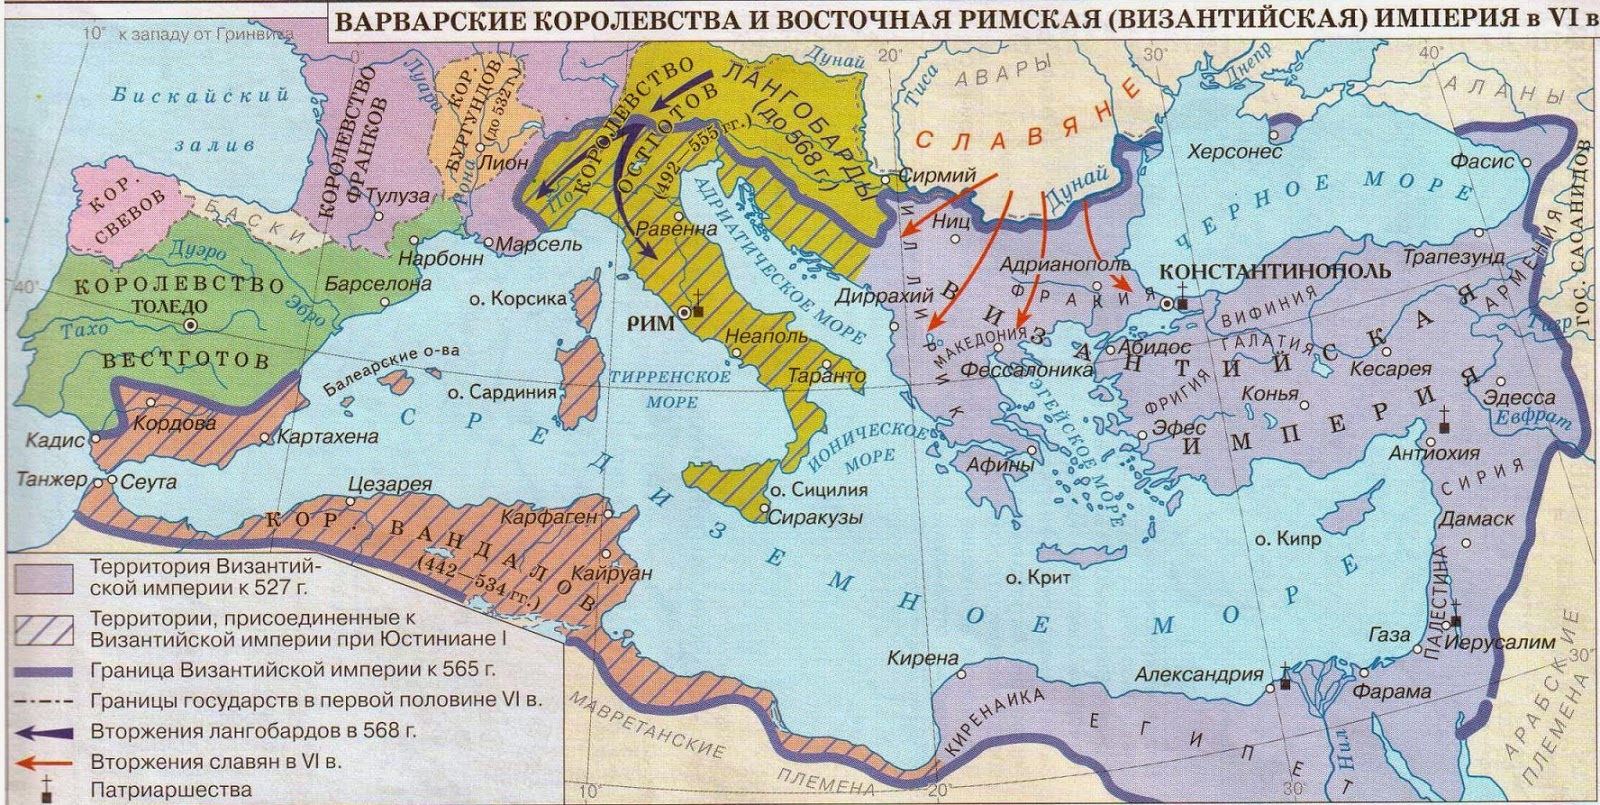 ВАРВАРСКИЕ КОРОЛЕВСТВА И ВОСТОЧНАЯ РИМСКАЯ (ВИЗАНТИЙСКАЯ) ИМПЕРИЯ в VI в
10° к западу от Гринвича
0°
20°
30°
40°
Бискайский
залив
Луара
КОРОЛЕВСТВО
ФРАНКОВ
КОР.
БУРГУНДОВ
(до 532 г.)
Лион
Рона
Тулуза
КОР.
СВЕВОВ
БАСКИ
Дуэро
КОРОЛЕВСТВО
ТОЛЕДО
Эбро
Тахо
ВЕСТГОТОВ
40°
Нарбонн
Марсель
Барселона
Балеарские о-ва
о. Корсика
о. Сардиния
Кордова
Кадис
Картахена
Танжер
Сеута
Цезарея
КОР. ВАНДАЛОВ
(442—534 гг.)
Карфаген
Кайруан
КОРОЛЕВСТВО
ОСТГОТОВ
(492—555 гг.)
По
ЛАНГОБАРДЫ
(до 568 г.)
Дунай
Равенна
РИМ
Неаполь
Таранто
АДРИАТИЧЕСКОЕ МОРЕ
ТИРРЕНСКОЕ
МОРЕ
ИОНИЧЕСКОЕ
МОРЕ
о. Сицилия
Сиракузы
СРЕДИЗЕМНОЕ МОРЕ
Тиса
АВАРЫ
СЛАВЯНЕ
Днепр
АЛАНЫ
Сирмий
Дунай
Ниц
ИЛЛИРИК
Диррахий
Адрианополь
ФРАКИЯ
МАКЕДОНИЯ
Фессалоника
КОНСТАНТИНОПОЛЬ
Абидос
ЭГЕЙСКОЕ МОРЕ
Афины
о. Крит
Херсонес
ЧЕРНОЕ МОРЕ
Фасис
Трапезунд
АРМЕНИЯ
ГОС. САСАНИДОВ
Тигр
ВИЗАНТИЙСКАЯ
ИМПЕРИЯ
ВИФИНИЯ
ГАЛАТИЯ
ФРИГИЯ
Конья
Кесарея
Эфес
Эдесса
Евфрат
Антиохия
СИРИЯ
Дамаск
о. Кипр
ПАЛЕСТИНА
Иерусалим
Газа
30°
Фарама
Александрия
Кирена
КИРЕНАИКА
ЕГИПЕТ
Нил
АРАБСКИЕ
ПЛЕМЕНА
МАВРЕТАНСКИЕ
ПЛЕМЕНА
10°
20°
30°
Территория Византий-
ской империи к 527 г.
Территории, присоединенные к
Византийской империи при Юстиниане I
Граница Византийской империи к 565 г.
Границы государств в первой половине VI в.
Вторжения лангобардов в 568 г.
Вторжения славян в VI в.
Патриаршества